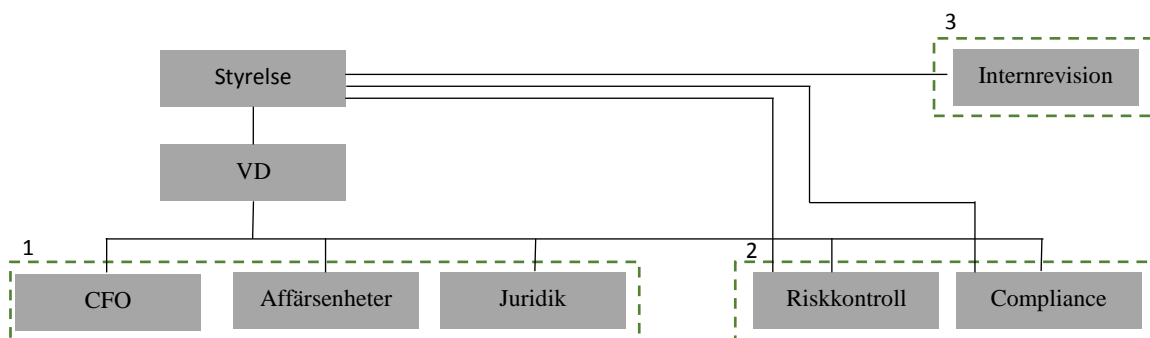 3
Styrelse
Internrevision
VD
1
2
CFO
Affärsenheter
Juridik
Riskkontroll
Compliance